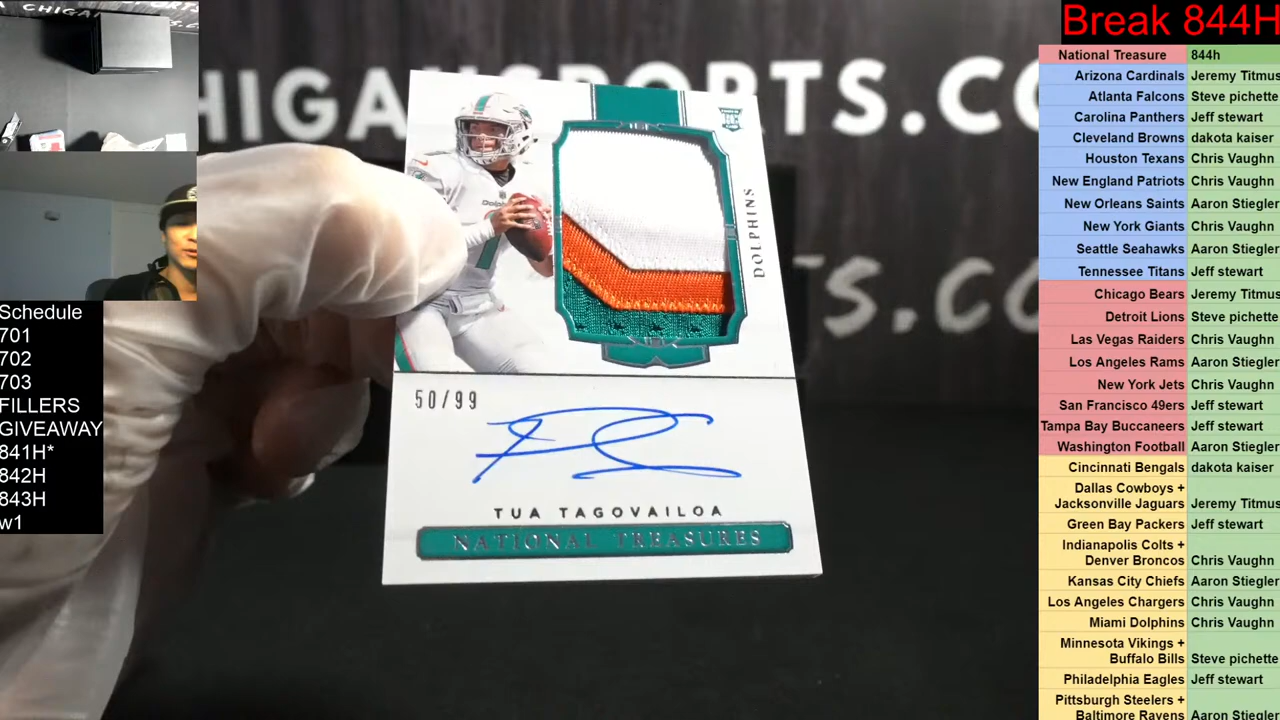 CHIGA
Break 844H
National Treasure 844h
Arizona Cardinals Jeremy Titmus
Atlanta Falcons Steve pichette
Carolina Panthers Jeff stewart
Cleveland Browns dakota kaiser
Houston Texans Chris Vaughn
New England Patriots Chris Vaughn
New Orleans Saints Aaron Stiegler
New York Giants Chris Vaughn
Seattle Seahawks Aaron Stiegler
Tennessee Titans Jeff stewart
Chicago Bears Jeremy Titmus
Detroit Lions Steve pichette
Las Vegas Raiders Chris Vaughn
Los Angeles Rams Aaron Stiegler
New York Jets Chris Vaughn
San Francisco 49ers Jeff stewart
Tampa Bay Buccaneers Jeff stewart
Washington Football Aaron Stiegler
Cincinnati Bengals dakota kaiser
Dallas Cowboys +
Jacksonville Jaguars Jeremy Titmus
Green Bay Packers Jeff stewart
Indianapolis Colts +
Denver Broncos Chris Vaughn
Kansas City Chiefs Aaron Stiegler
Los Angeles Chargers Chris Vaughn
Miami Dolphins Chris Vaughn
Minnesota Vikings +
Buffalo Bills Steve pichette
Philadelphia Eagles Jeff stewart
Pittsburgh Steelers +
Baltimore Ravens Aaron Stiegler
HIGA SPORTS.CO
S.CO
DOLPHINS
50/99
TUA TAGOVAILOA
NATIONAL TREASURES
Schedule
701
702
703
FILLERS
GIVEAWAY
841H*
842H
843H
w1